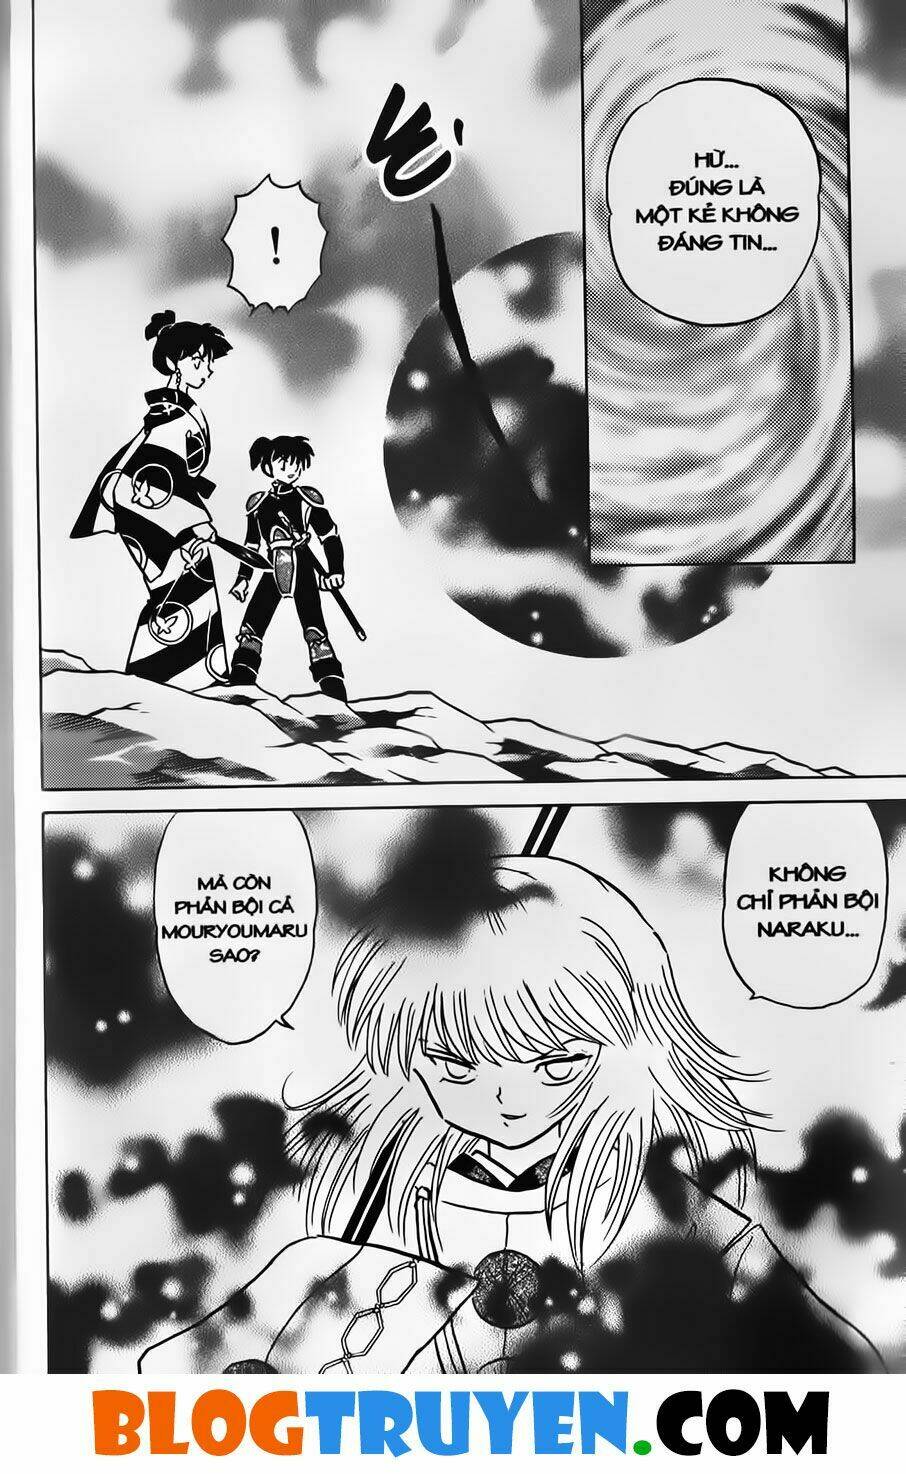 HỪ...
ĐÚNG LÀ
MỘT KẺ KHÔNG
ĐÁNG TIN...
VÙ
!
KHÔNG
CHỈ PHẢN BỘI
NARAKU...
MÀ CÒN
PHẢN BỘI CẢ
MOURYOUMARU
SAO?
BLOGTRUYEN.COM